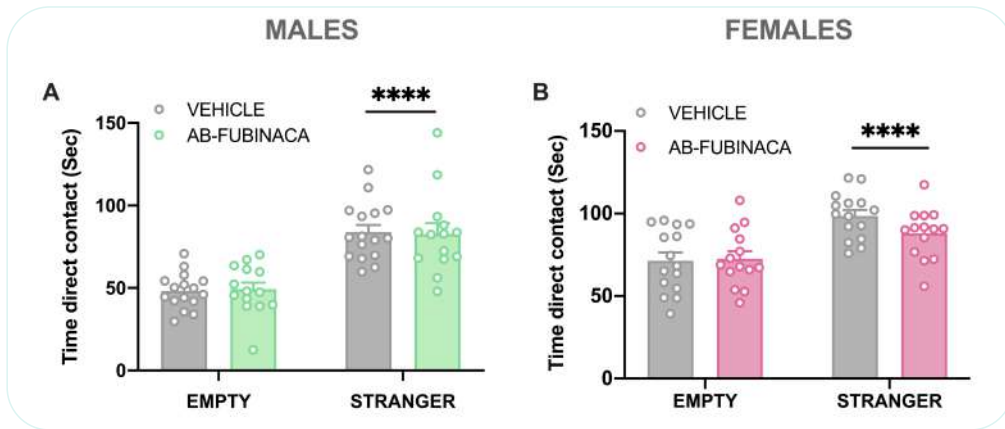 MALES
FEMALES
A
VEHICLE
AB-FUBINACA
****
Time direct contact (Sec)
150
100
50
0
EMPTY
STRANGER
B
VEHICLE
AB-FUBINACA
****
Time direct contact (Sec)
150
100
50
0
EMPTY
STRANGER